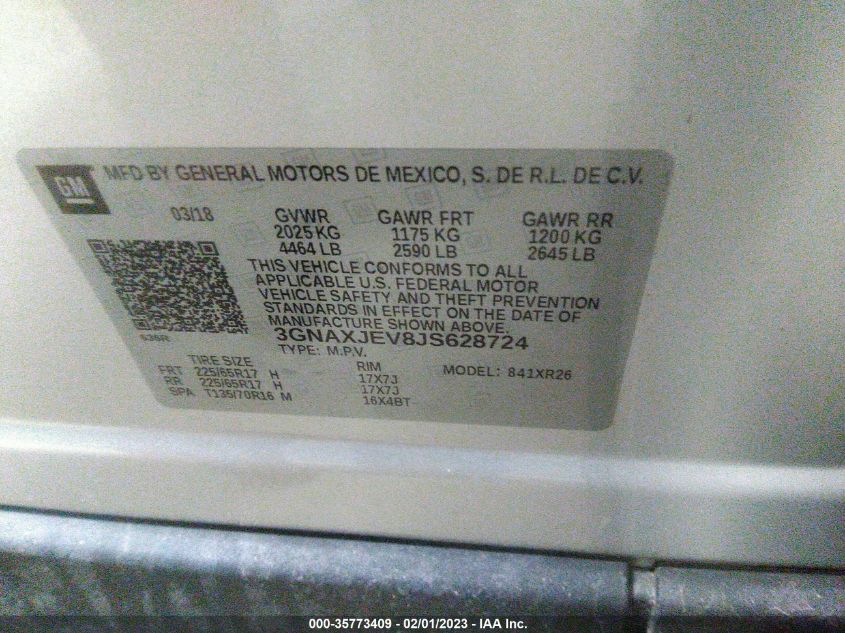 GM
MFD BY GENERAL MOTORS DE MEXICO, S. DE R.L. DE C.V.
03/18 GVWR GAWR FRT GAWR RR
2025 KG 1175 KG 1200 KG
4464 LB 2590 LB 2645 LB
THIS VEHICLE CONFORMS TO ALL
APPLICABLE U.S. FEDERAL MOTOR
VEHICLE SAFETY AND THEFT PREVENTION
STANDARDS IN EFFECT ON THE DATE OF
MANUFACTURE SHOWN ABOVE.
3GNAXJEV8JS628724
TYPE: M.P.V.
TIRE SIZE RIM MODEL: 841XR26
FRT 225/65R17 H 17X7J
RR 225/65R17 H 17X7J
SPA T135/70R16 M 16X4BT
000-35773409 - 02/01/2023 - IAA Inc.